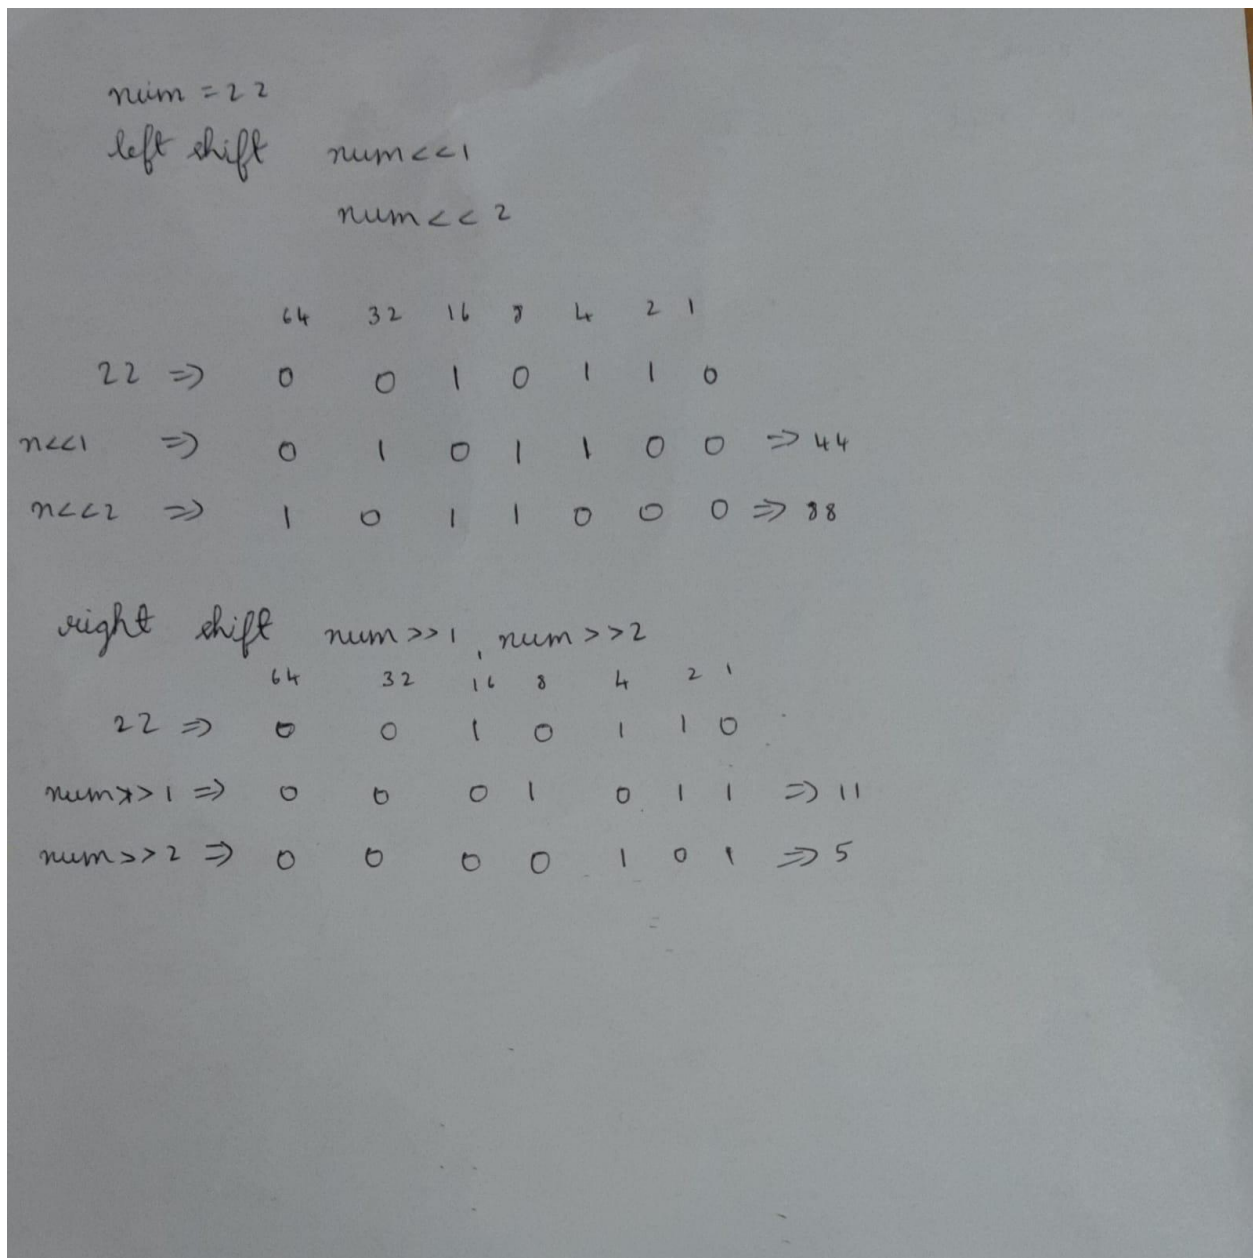 num = 22
left shift num<<1
num<<2
64 32 16 8 4 2 1
22 => 0 0 1 0 1 1 0
n<<1 => 0 1 0 1 1 0 0 => 44
n<<2 => 1 0 1 1 0 0 0 => 88
right shift num>>1, num>>2
64 32 16 8 4 2 1
22 => 0 0 1 0 1 1 0
num>>1 => 0 0 0 1 0 1 1 => 11
num>>2 => 0 0 0 0 1 0 1 => 5